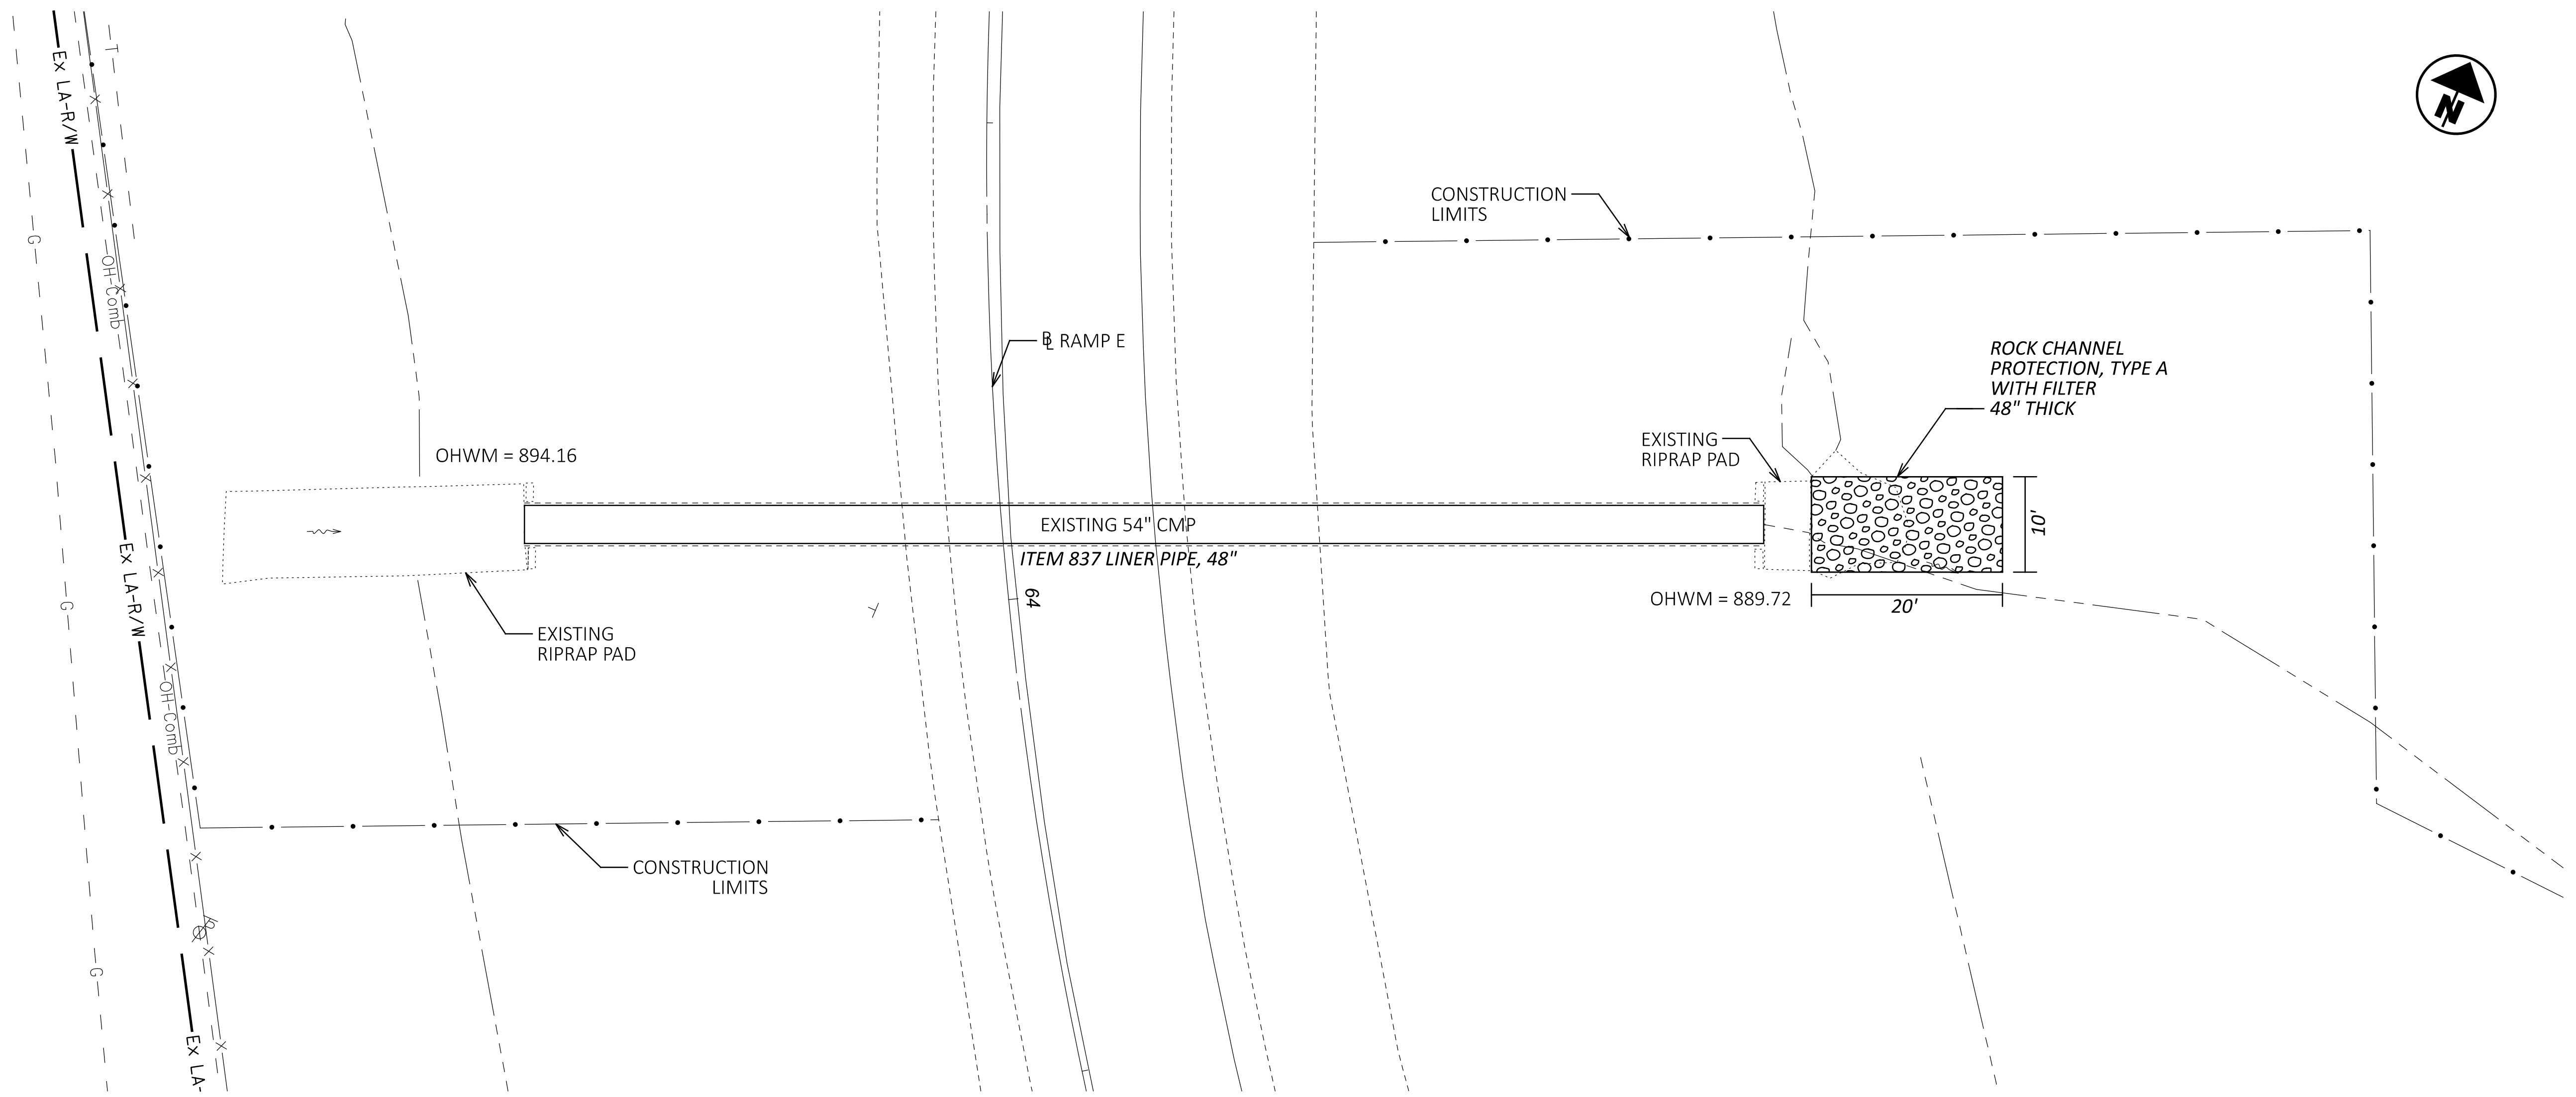 Ex LA-R/W
T
N
CONSTRUCTION
LIMITS
G
OH-Comb
BL RAMP E
ROCK CHANNEL
PROTECTION, TYPE A
WITH FILTER
48" THICK
EXISTING
RIPRAP PAD
OHWM = 894.16
EXISTING 54" CMP
ITEM 837 LINER PIPE, 48"
10'
20'
OHWM = 889.72
64
Ex LA-R/W
G
EXISTING
RIPRAP PAD
OH-Comb
CONSTRUCTION
LIMITS
G
Ex LA-